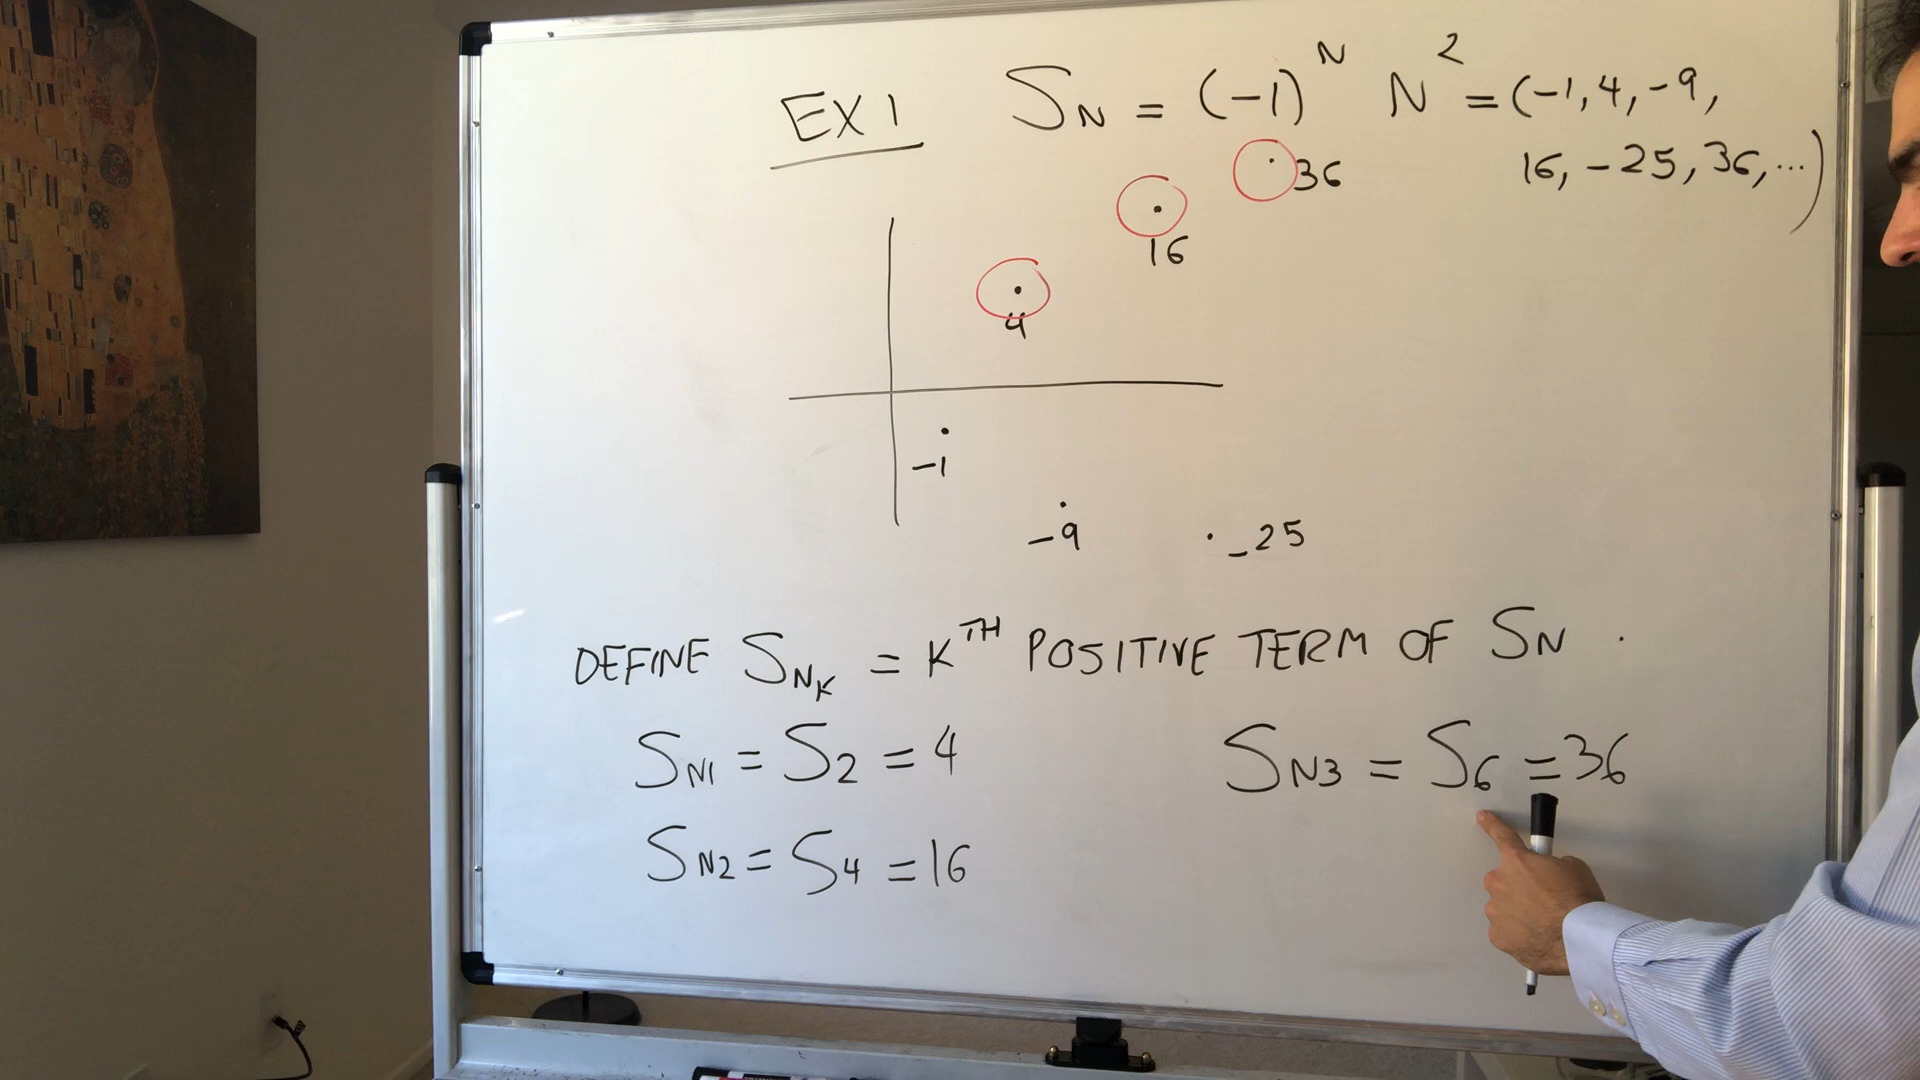 EX 1 S_N = (-1)^N N^2 = (-1, 4, -9,
16, -25, 36, ...)
36
16
4
-1
-9
-25
DEFINE S_{N_K} = K^{TH} POSITIVE TERM OF S_N .
S_{N1} = S_2 = 4
S_{N3} = S_6 = 36
S_{N2} = S_4 = 16